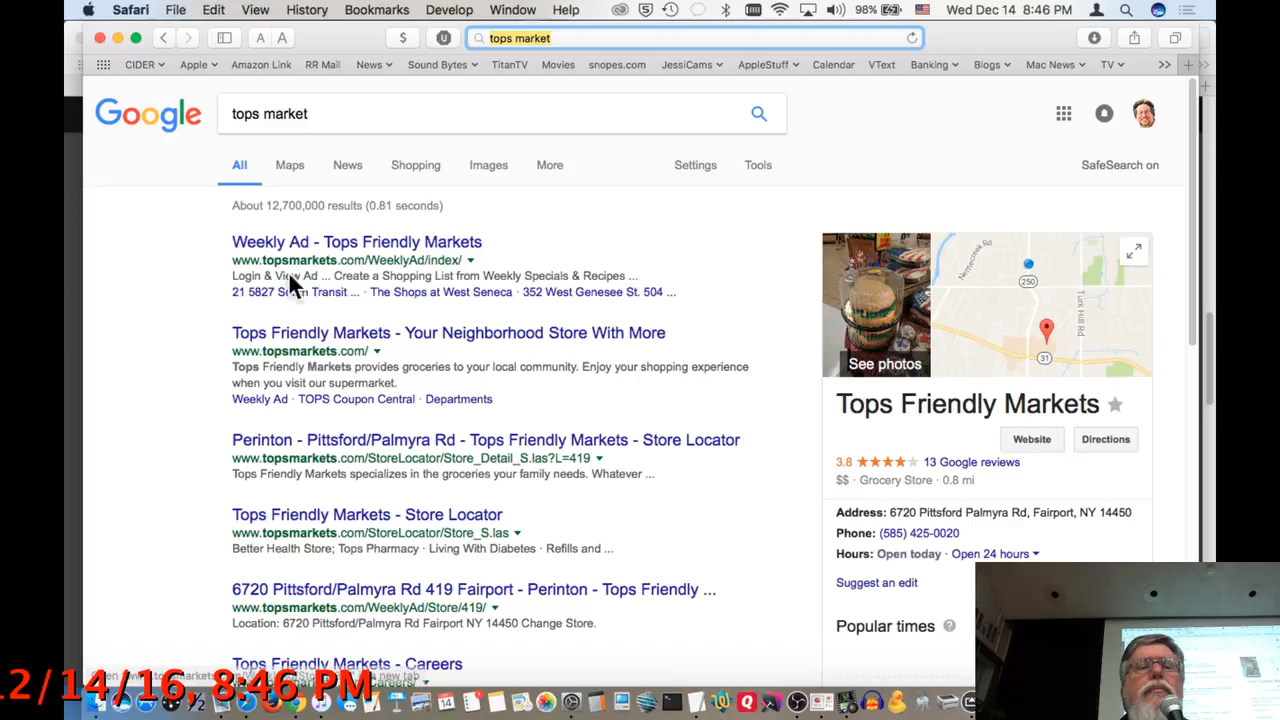 Safari File Edit View History Bookmarks Develop Window Help 98% Wed Dec 14 8:46 PM
A A $ U tops market
CIDER Apple Amazon Link RR Mail News Sound Bytes TitanTV Movies snopes.com JessiCams AppleStuff Calendar VText Banking Blogs Mac News TV >> +
Google tops market
All Maps News Shopping Images More Settings Tools SafeSearch on
About 12,700,000 results (0.81 seconds)
Weekly Ad - Tops Friendly Markets
www.topsmarkets.com/WeeklyAd/index/
Login & View Ad ... Create a Shopping List from Weekly Specials & Recipes ...
21 5827 Transit ... · The Shops at West Seneca · 352 West Genesee St. 504 ...
Tops Friendly Markets - Your Neighborhood Store With More
www.topsmarkets.com/
Tops Friendly Markets provides groceries to your local community. Enjoy your shopping experience
when you visit our supermarket.
Weekly Ad · TOPS Coupon Central · Departments
Perinton - Pittsford/Palmyra Rd - Tops Friendly Markets - Store Locator
www.topsmarkets.com/StoreLocator/Store_Detail_S.las?L=419
Tops Friendly Markets specializes in the groceries your family needs. Whatever ...
Tops Friendly Markets - Store Locator
www.topsmarkets.com/StoreLocator/Store_S.las
Better Health Store; Tops Pharmacy · Living With Diabetes · Refills and ...
6720 Pittsford/Palmyra Rd 419 Fairport - Perinton - Tops Friendly ...
www.topsmarkets.com/WeeklyAd/Store/419/
Location: 6720 Pittsford/Palmyra Rd Fairport NY 14450 Change Store.
Tops Friendly Markets - Careers
12/14/16, 8:46 PM
See photos
Turk Hill Rd
250
31
Tops Friendly Markets
Website Directions
3.8 13 Google reviews
$$ · Grocery Store · 0.8 mi
Address: 6720 Pittsford Palmyra Rd, Fairport, NY 14450
Phone: (585) 425-0020
Hours: Open today · Open 24 hours
Suggest an edit
Popular times ?